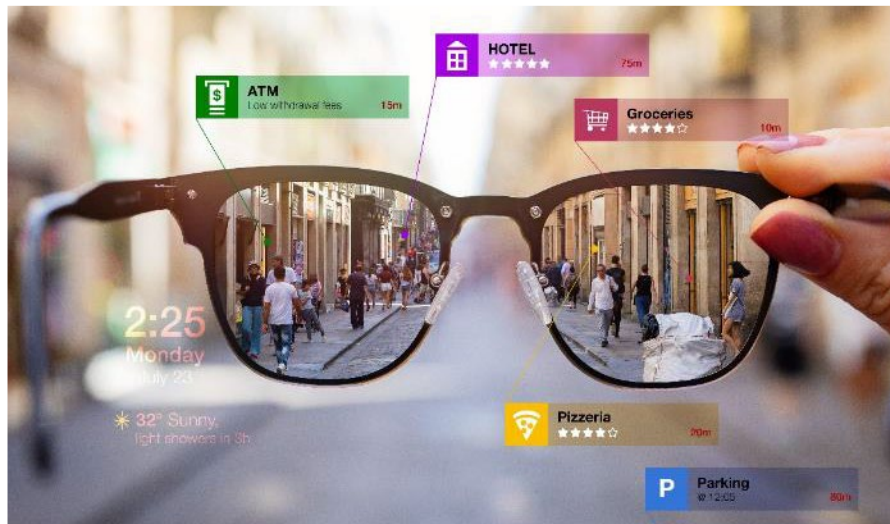 HOTEL
75m
ATM
Low withdrawal fees 15m
$
Groceries
10m
2:25
Monday
July 23
32° Sunny,
light showers in 3h
Pizzeria
20m
P
Parking
@ 12:05 80m